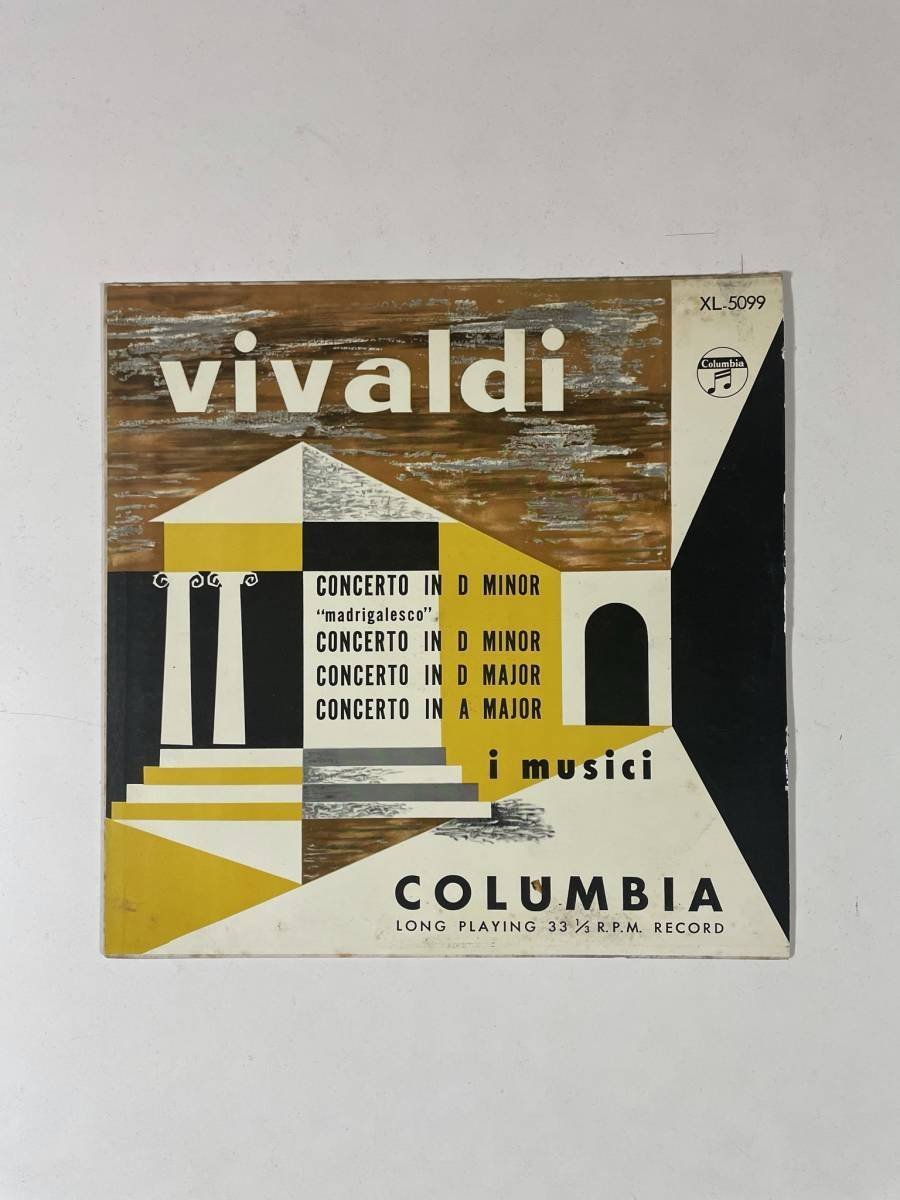 XL-5099
Columbia
vivaldi
CONCERTO IN D MINOR
"madrigalesco"
CONCERTO IN D MINOR
CONCERTO IN D MAJOR
CONCERTO IN A MAJOR
i musici
COLUMBIA
LONG PLAYING 33 1/3 R.P.M. RECORD